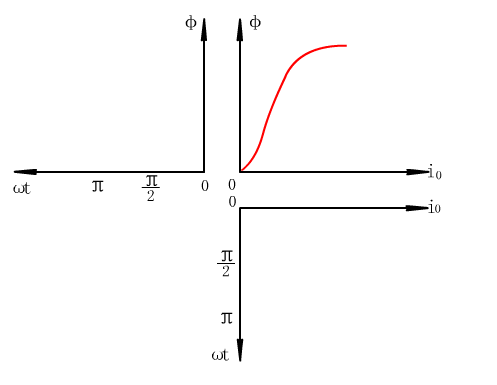 ϕ ϕ
ωt π π/2 0 0 i₀
0 i₀
π/2
π
ωt